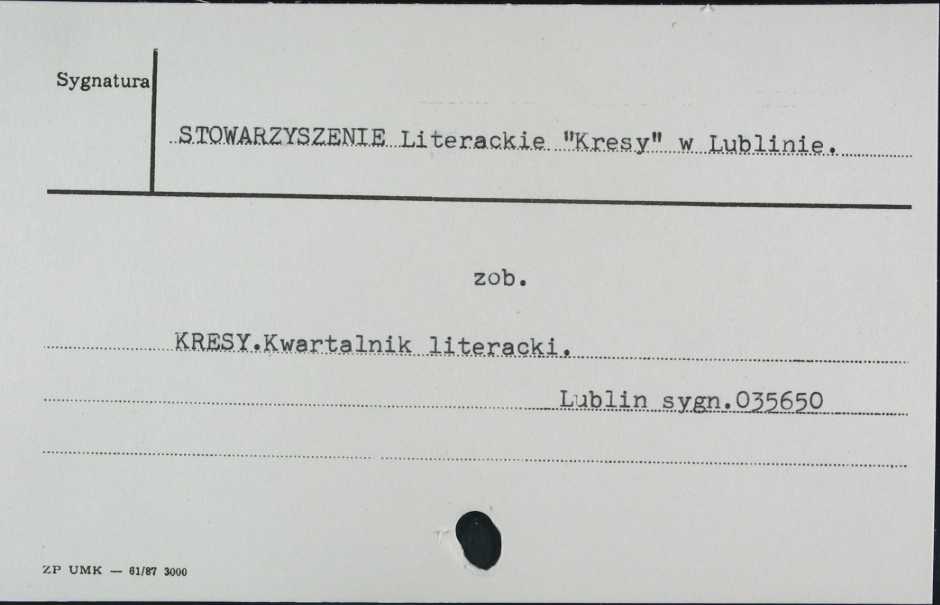 Sygnatura
STOWARZYSZENIE Literackie "Kresy" w Lublinie.
zob.
KRESY.Kwartalnik literacki.
Lublin sygn.035650
ZP UMK — 61/87 3000